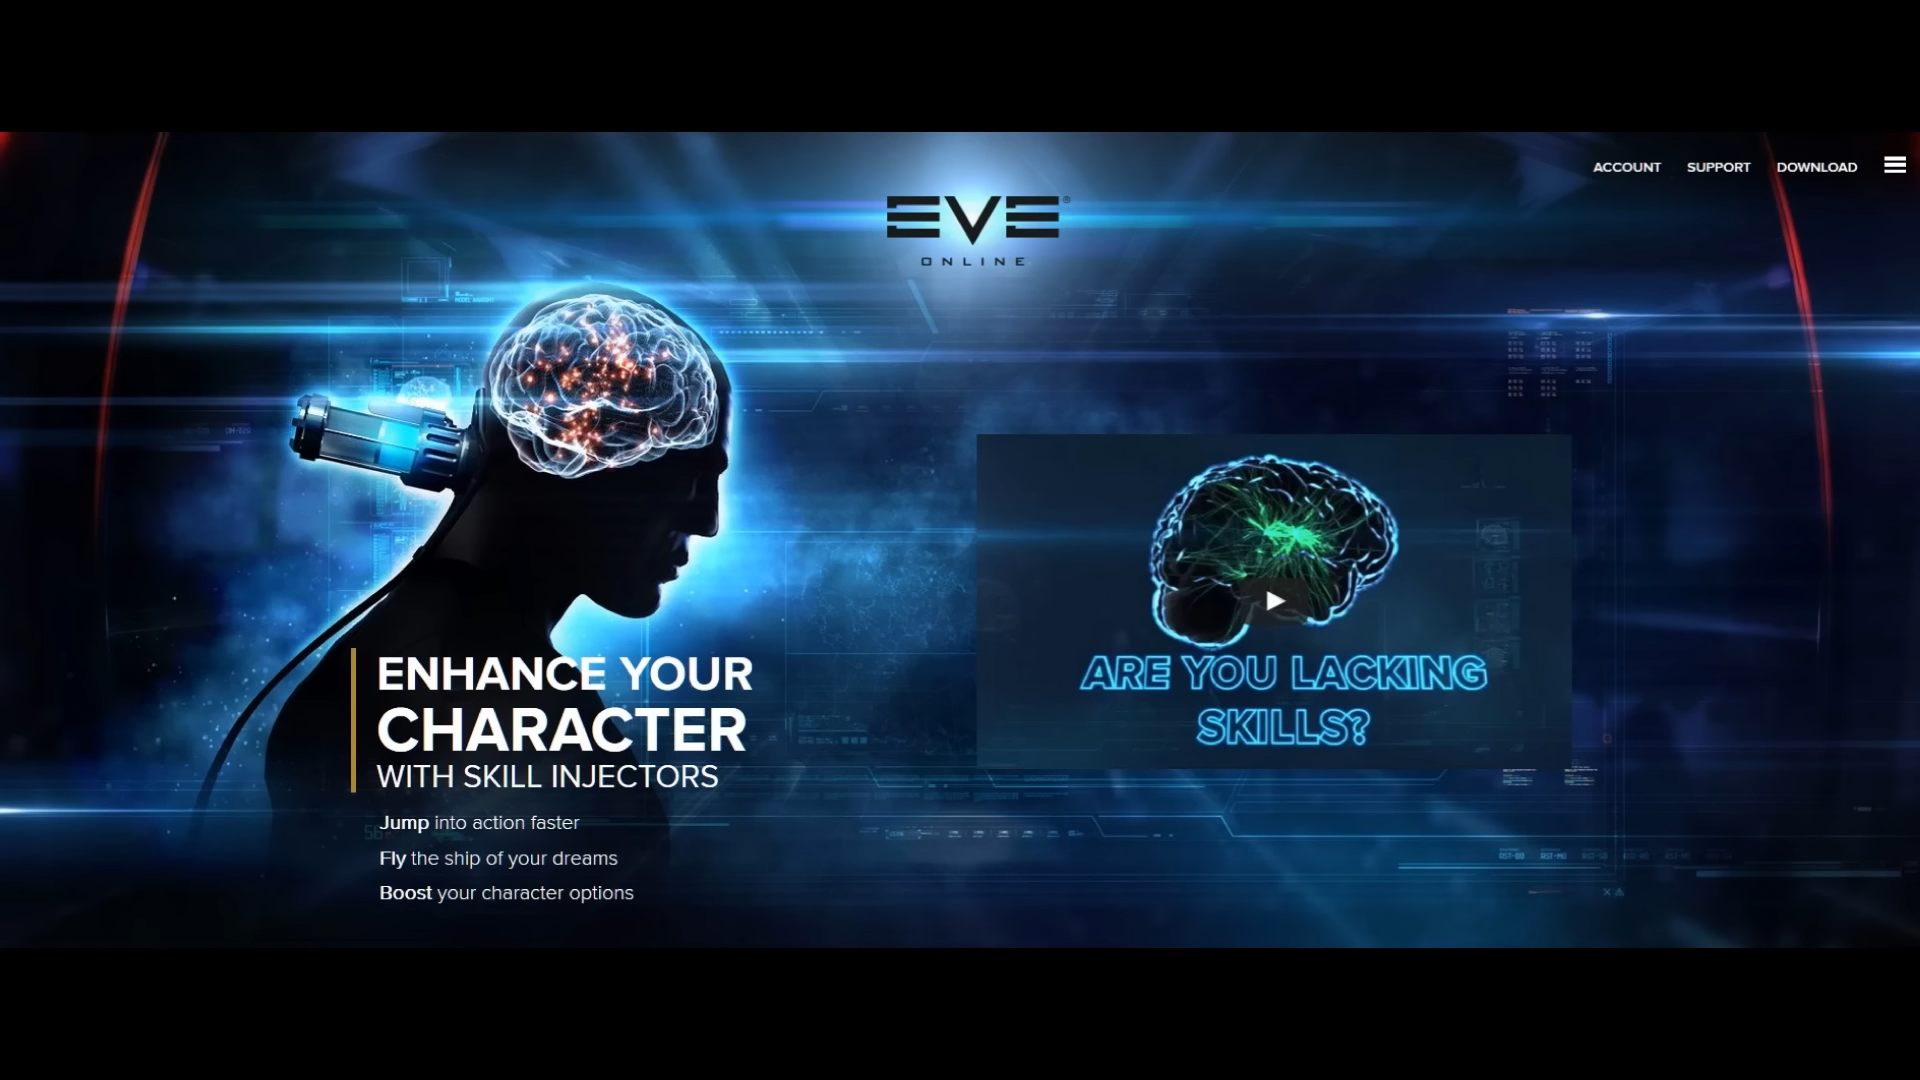 ACCOUNT SUPPORT DOWNLOAD
EVE®
ONLINE
ENHANCE YOUR
CHARACTER
WITH SKILL INJECTORS
Jump into action faster
Fly the ship of your dreams
Boost your character options
ARE YOU LACKING
SKILLS?